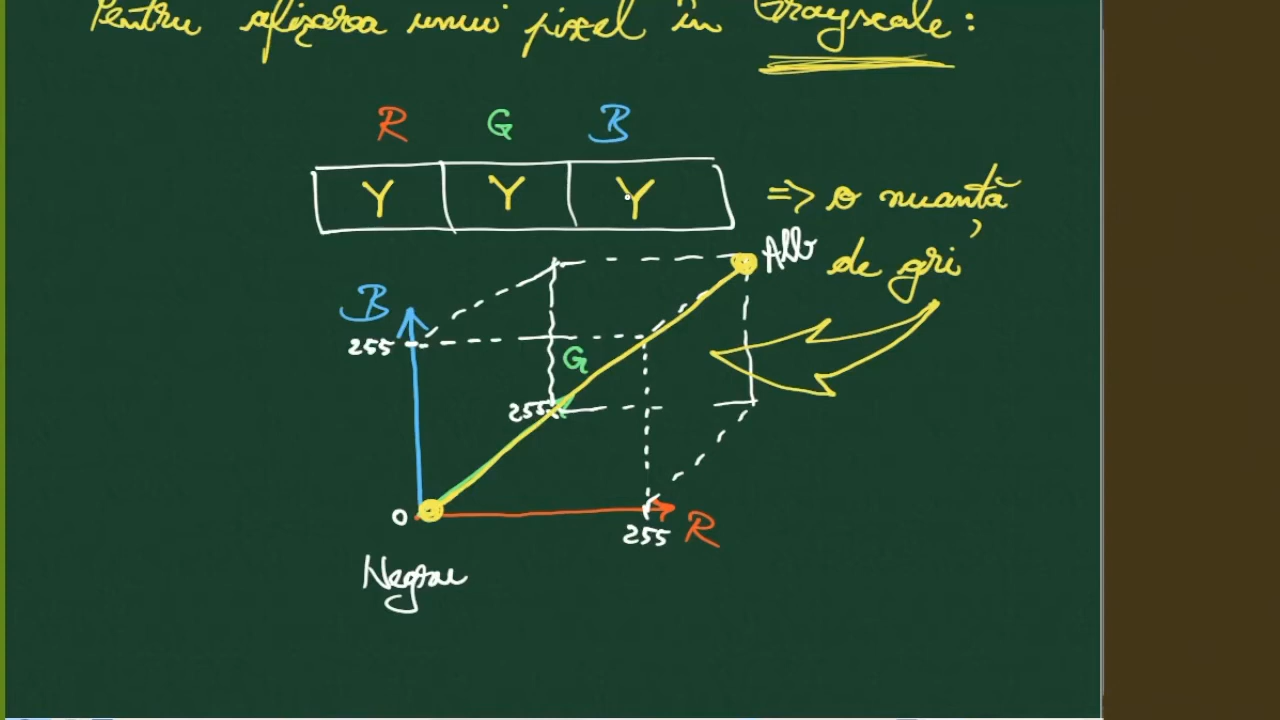 Pentru afișarea unui pixel în Grayscale:
R G B
Y Y Y => o nuanță
de gri
Alb
B
255
G
255
0
255 R
Negru